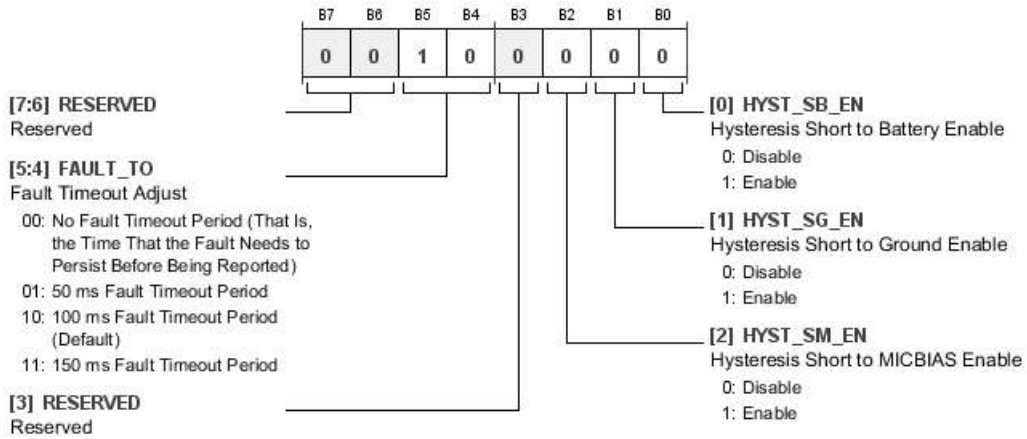 B7 B6 B5 B4 B3 B2 B1 B0
0 0 1 0 0 0 0 0
[7:6] RESERVED
Reserved
[5:4] FAULT_TO
Fault Timeout Adjust
00: No Fault Timeout Period (That Is,
the Time That the Fault Needs to
Persist Before Being Reported)
01: 50 ms Fault Timeout Period
10: 100 ms Fault Timeout Period
(Default)
11: 150 ms Fault Timeout Period
[3] RESERVED
Reserved
[0] HYST_SB_EN
Hysteresis Short to Battery Enable
0: Disable
1: Enable
[1] HYST_SG_EN
Hysteresis Short to Ground Enable
0: Disable
1: Enable
[2] HYST_SM_EN
Hysteresis Short to MICBIAS Enable
0: Disable
1: Enable